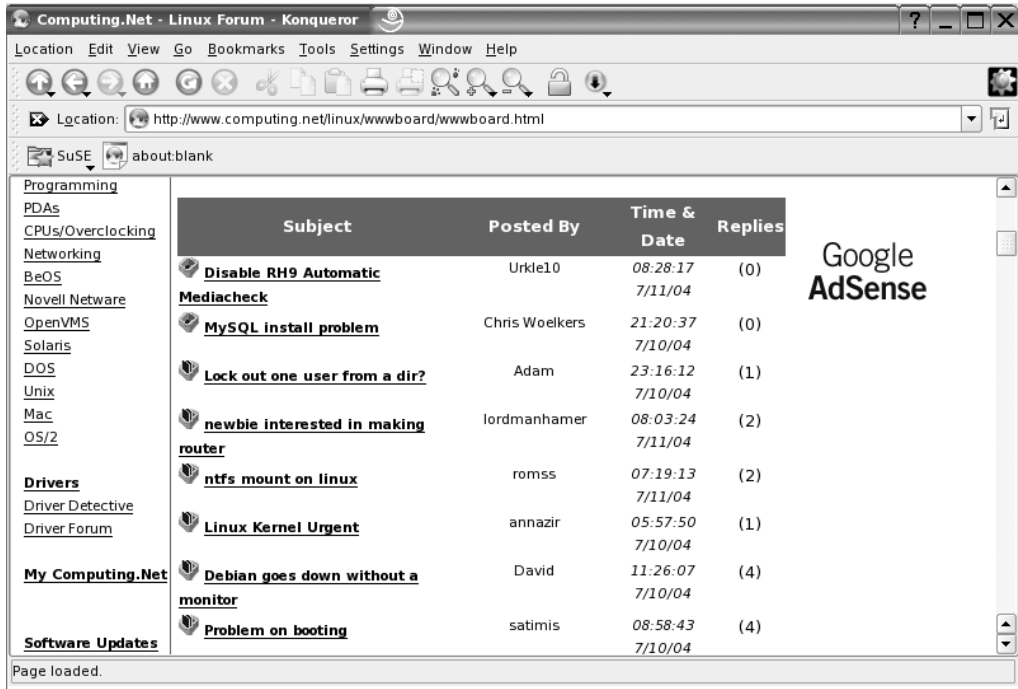 Computing.Net - Linux Forum - Konqueror
?
Location Edit View Go Bookmarks Tools Settings Window Help
Location: http://www.computing.net/linux/wwwboard/wwwboard.html
SuSE about:blank
Programming
PDAs
CPUs/Overclocking
Networking
BeOS
Novell Netware
OpenVMS
Solaris
DOS
Unix
Mac
OS/2
Drivers
Driver Detective
Driver Forum
My Computing.Net
Software Updates
Subject Posted By Time & Date Replies
Disable RH9 Automatic Urkle10 08:28:17 (0)
Mediacheck 7/11/04
MySQL install problem Chris Woelkers 21:20:37 (0)
7/10/04
Lock out one user from a dir? Adam 23:16:12 (1)
7/10/04
newbie interested in making lordmanhamer 08:03:24 (2)
router 7/11/04
ntfs mount on linux romss 07:19:13 (2)
7/11/04
Linux Kernel Urgent annazir 05:57:50 (1)
7/10/04
Debian goes down without a David 11:26:07 (4)
monitor 7/10/04
Problem on booting satimis 08:58:43 (4)
7/10/04
Google
AdSense
Page loaded.